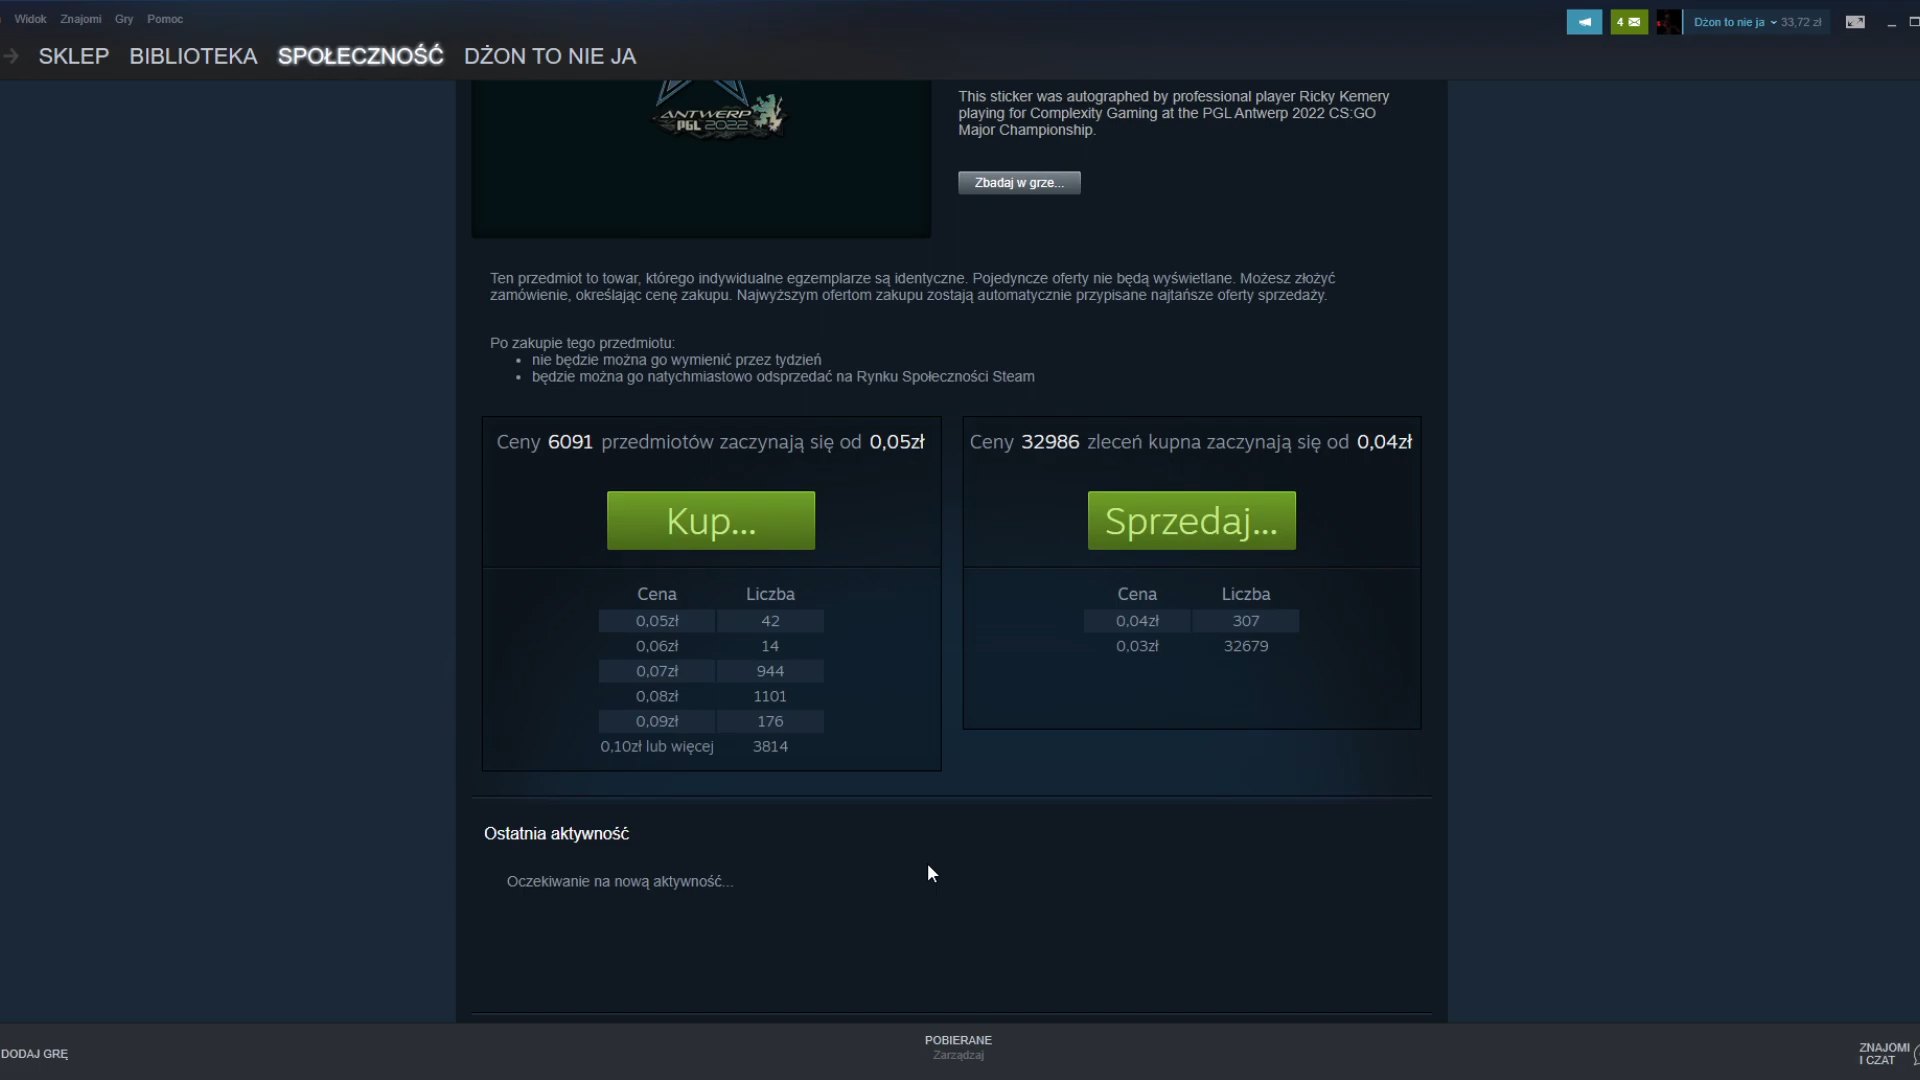 Widok Znajomi Gry Pomoc
4 Dżon to nie ja 33,72 zł
SKLEP BIBLIOTEKA SPOŁECZNOŚĆ DŻON TO NIE JA
ANTWERP
PGL 2022
This sticker was autographed by professional player Ricky Kemery
playing for Complexity Gaming at the PGL Antwerp 2022 CS:GO
Major Championship.
Zbadaj w grze...
Ten przedmiot to towar, którego indywidualne egzemplarze są identyczne. Pojedyncze oferty nie będą wyświetlane. Możesz złożyć
zamówienie, określając cenę zakupu. Najwyższym ofertom zakupu zostają automatycznie przypisane najtańsze oferty sprzedaży.
Po zakupie tego przedmiotu:
• nie będzie można go wymienić przez tydzień
• będzie można go natychmiastowo odsprzedać na Rynku Społeczności Steam
Ceny 6091 przedmiotów zaczynają się od 0,05zł
Kup...
Cena Liczba
0,05zł 42
0,06zł 14
0,07zł 944
0,08zł 1101
0,09zł 176
0,10zł lub więcej 3814
Ceny 32986 zleceń kupna zaczynają się od 0,04zł
Sprzedaj...
Cena Liczba
0,04zł 307
0,03zł 32679
Ostatnia aktywność
Oczekiwanie na nową aktywność...
DODAJ GRĘ
POBIERANE
Zarządzaj
ZNAJOMI
I CZAT